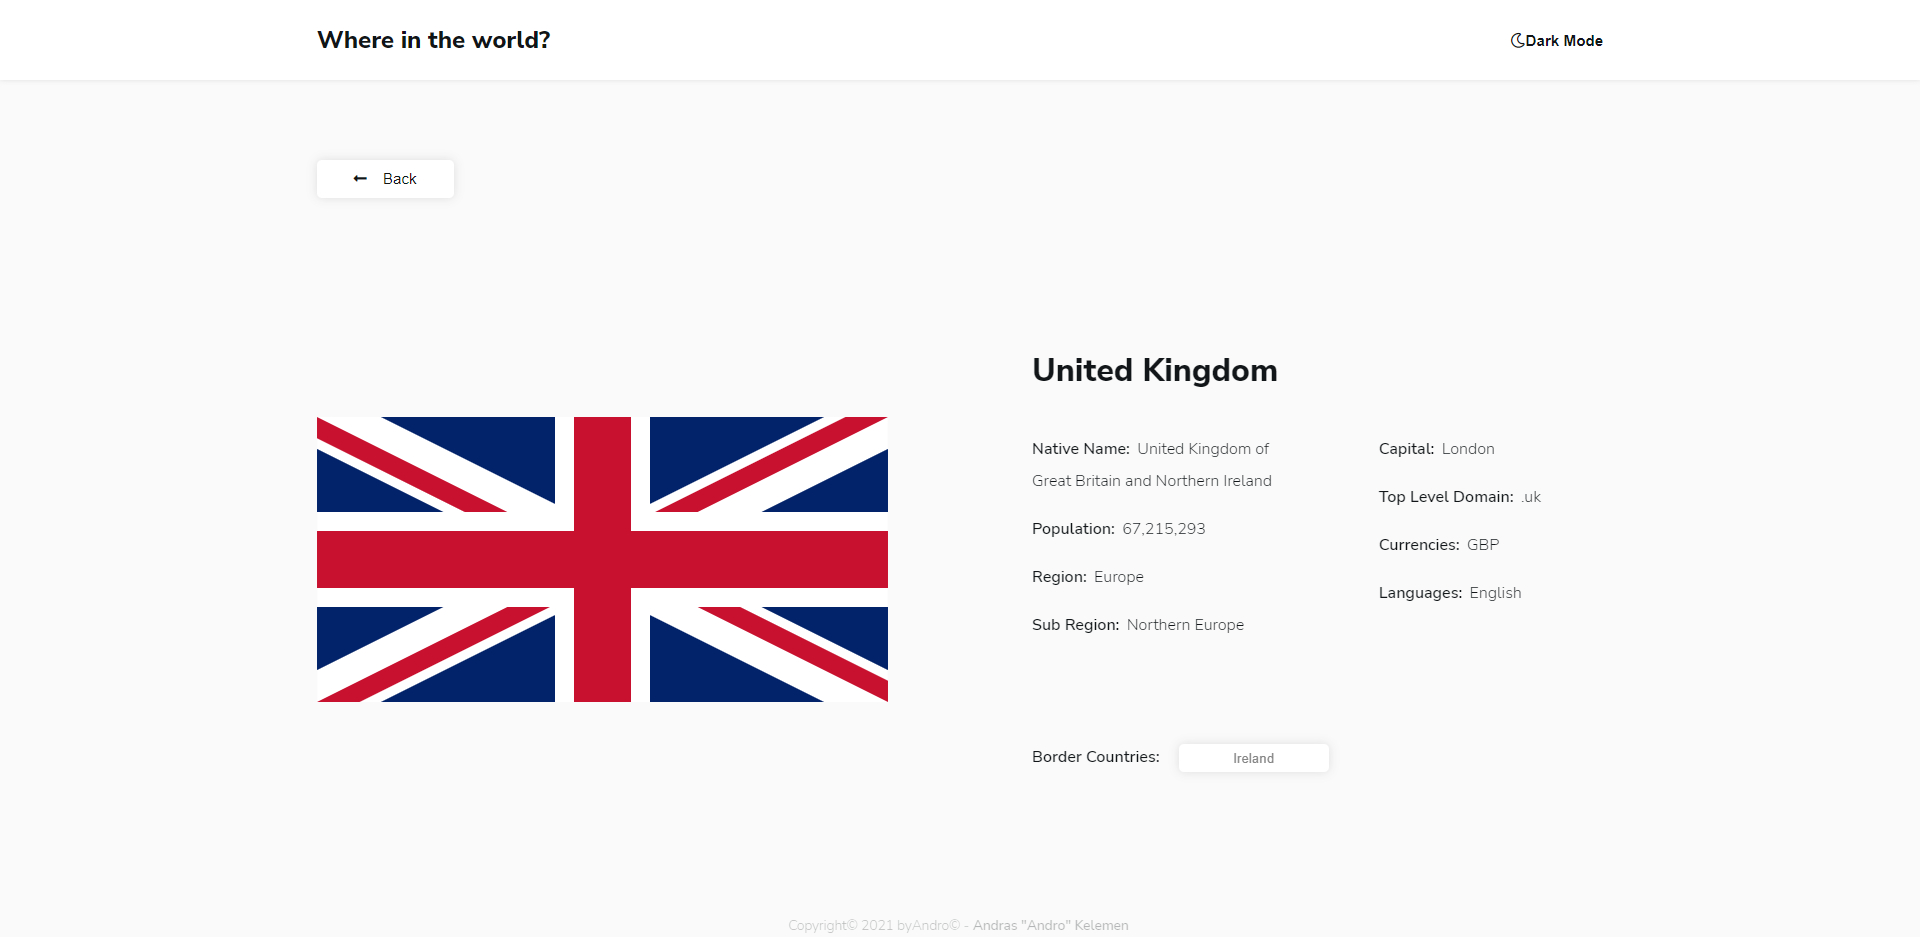 Where in the world?
Dark Mode
Back
United Kingdom
Native Name: United Kingdom of
Great Britain and Northern Ireland
Population: 67,215,293
Region: Europe
Sub Region: Northern Europe
Capital: London
Top Level Domain: .uk
Currencies: GBP
Languages: English
Border Countries: Ireland
Copyright© 2021 byAndro© - Andras "Andro" Kelemen